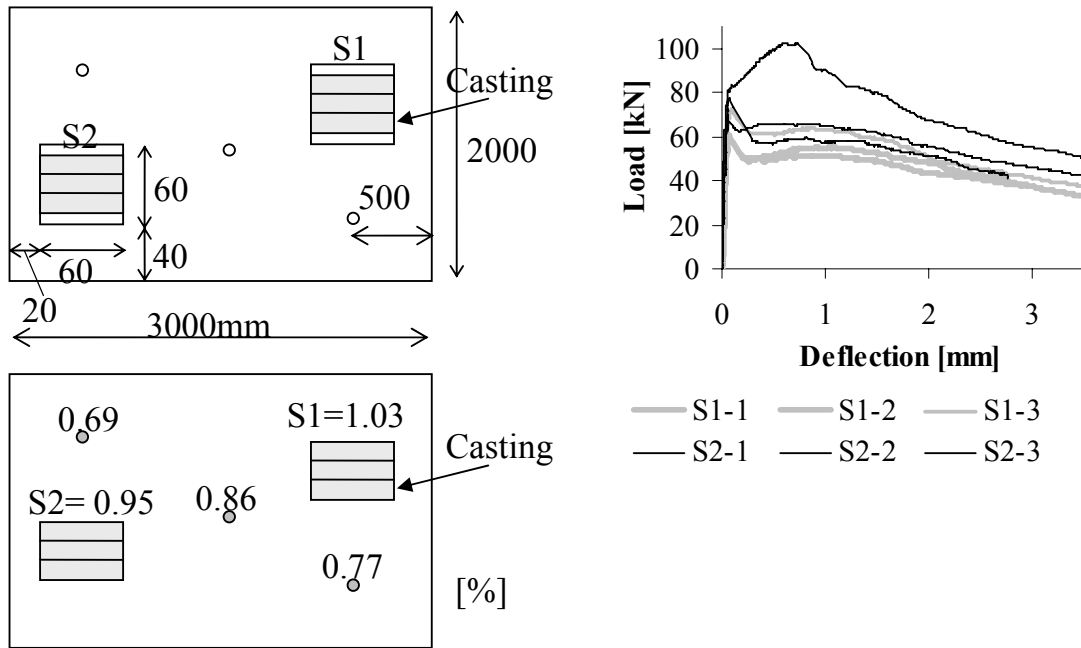 S1
Casting
S2
2000
60
500
40
60
20
3000mm
0.69
S1=1.03
Casting
S2= 0.95
0.86
0.77
[%]
Load [kN]
100
80
60
40
20
0
0 1 2 3
Deflection [mm]
S1-1 S1-2 S1-3
S2-1 S2-2 S2-3